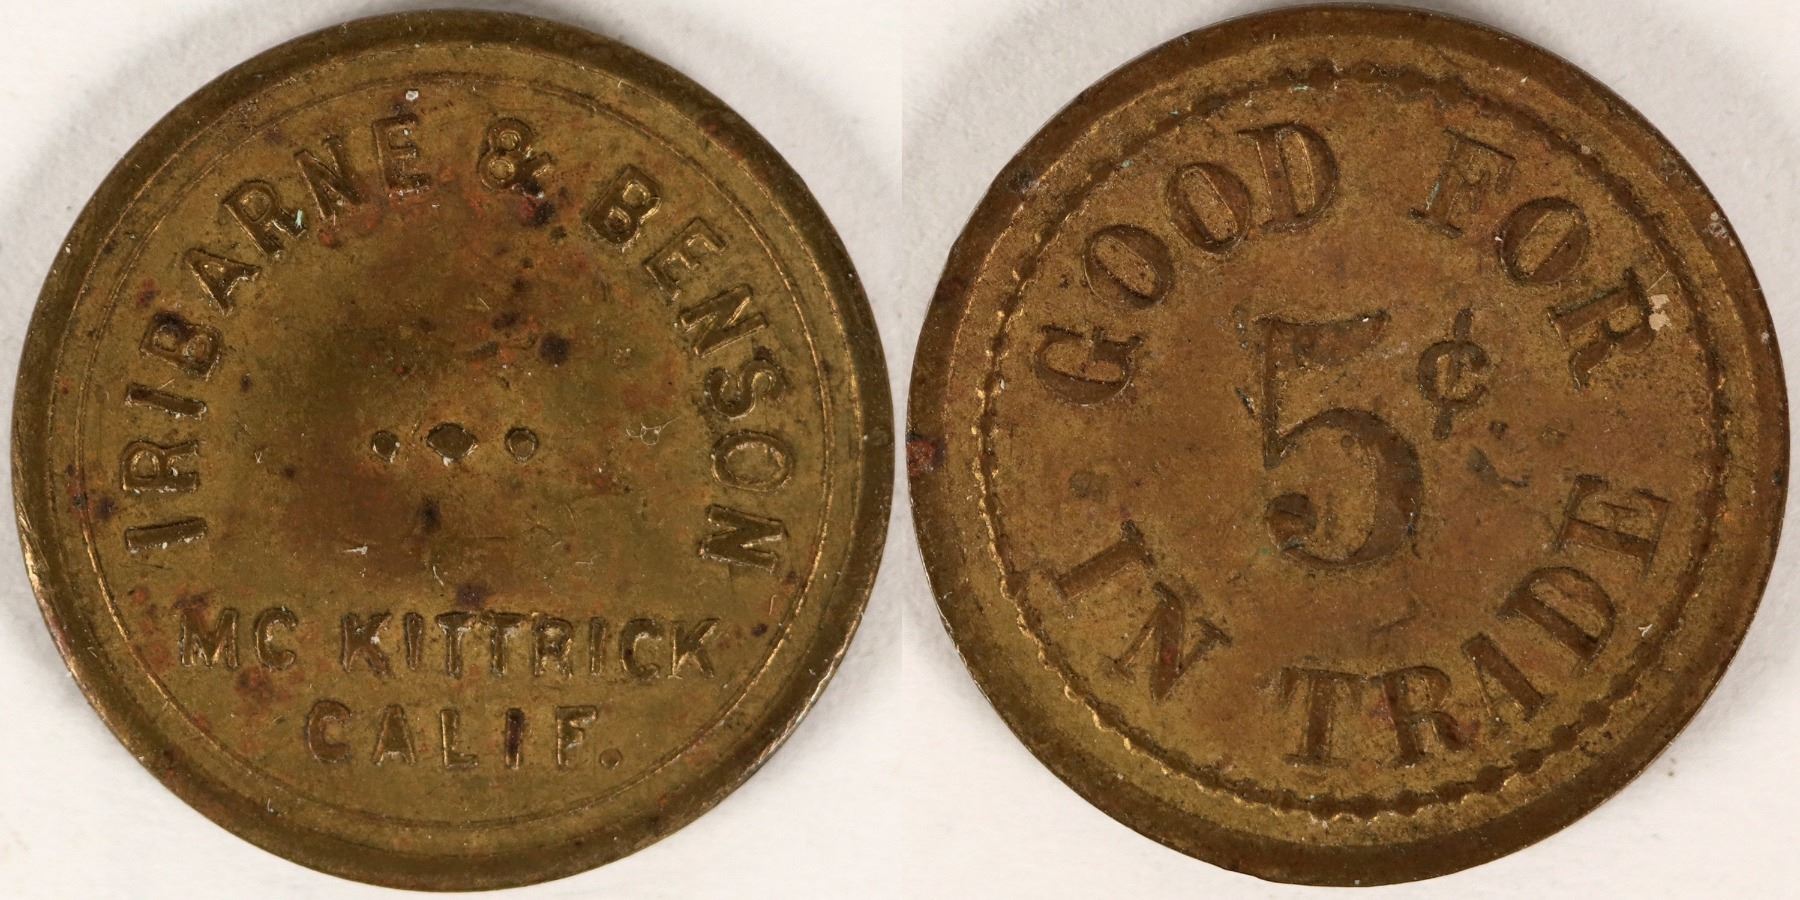 IRIBARNE & BENSON
MC KITTRICK
CALIF.
GOOD FOR
5¢
IN TRADE